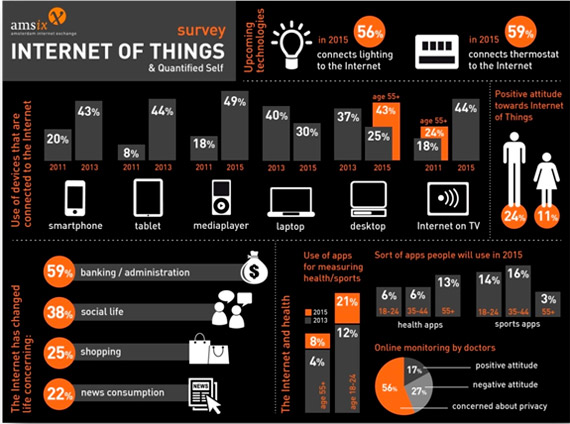 amsix
amsterdam internet exchange
survey
INTERNET OF THINGS
& Quantified Self
Upcoming
technologies
in 2015 56%
connects lighting
to the Internet
in 2015 59%
connects thermostat
to the Internet
Use of devices that are
connected to the Internet
20% 43%
2011 2013
smartphone
8% 44%
2011 2013
tablet
18% 49%
2011 2015
mediaplayer
40% 30%
2013 2015
laptop
age 55+
37% 43%
25%
2013 2015
desktop
age 55+
24%
18% 44%
2011 2015
Internet on TV
Positive attitude
towards Internet
of Things
24% 11%
The Internet has changed
life concerning:
59% banking / administration
$
38% social life
25% shopping
22% news consumption
NEWS
The Internet and health
Use of apps
for measuring
health/sports
2015
2013
21%
8%
12%
4%
age 55+
age 18-24
Sort of apps people will use in 2015
6% 6% 13%
18-24 35-44 55+
health apps
14% 16% 3%
18-24 35-44 55+
sports apps
Online monitoring by doctors
17% positive attitude
27% negative attitude
56% concerned about privacy